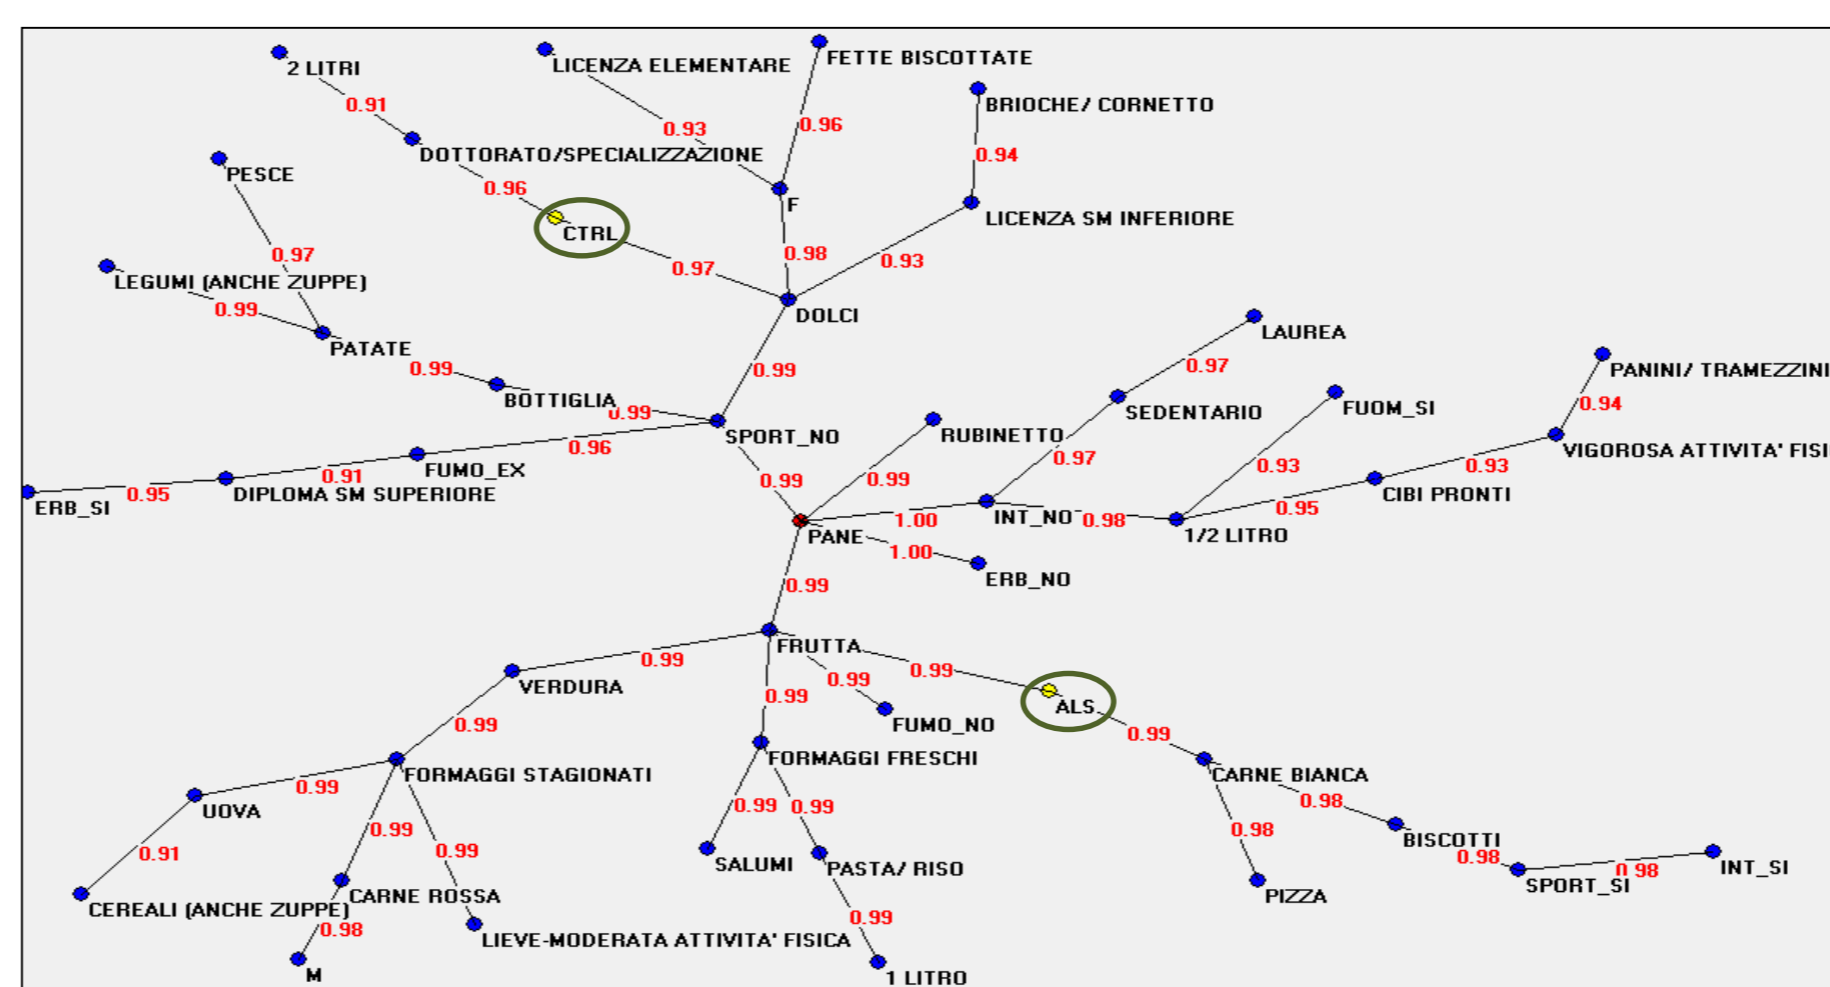 2 LITRI
LICENZA ELEMENTARE
FETTE BISCOTTATE
0.91
BRIOCHE/ CORNETTO
0.93
0.96
DOTTORATO/SPECIALIZZAZIONE
0.94
PESCE
0.96
F
LICENZA SM INFERIORE
CTRL
0.97
0.98
0.93
0.97
LEGUMI (ANCHE ZUPPE)
0.99
DOLCI
LAUREA
PATATE
0.99
0.99
0.97
PANINI/ TRAMEZZINI
BOTTIGLIA
0.99
SEDENTARIO
FUOM_SI
0.94
SPORT_NO
RUBINETTO
0.96
VIGOROSA ATTIVITA' FISI
0.97
0.93
0.93
FUMO_EX
0.91
0.99
0.99
DIPLOMA SM SUPERIORE
0.95
CIBI PRONTI
ERB_SI
0.95
INT_NO
0.98
1.00
PANE
1/2 LITRO
1.00
ERB_NO
0.99
FRUTTA
0.99
0.99
0.99
VERDURA
0.99
ALS
0.99
FUMO_NO
0.99
FORMAGGI FRESCHI
FORMAGGI STAGIONATI
CARNE BIANCA
0.99
0.98
UOVA
0.99
0.99
0.99
0.98
BISCOTTI
0.91
0.99
0.98
SALUMI
PASTA/ RISO
INT_SI
0.98
SPORT_SI
CARNE ROSSA
PIZZA
CEREALI (ANCHE ZUPPE)
0.99
0.98
LIEVE-MODERATA ATTIVITA' FISICA
M
1 LITRO